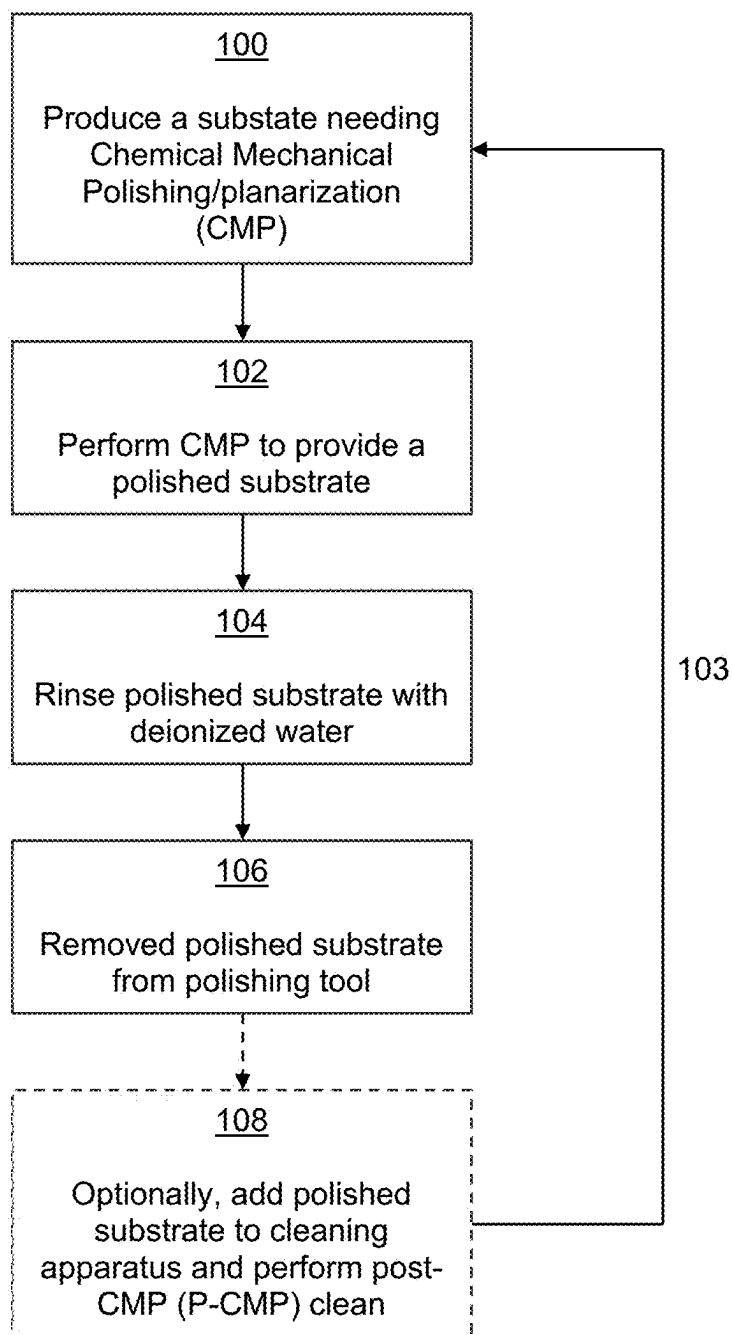 100
Produce a substate needing
Chemical Mechanical
Polishing/planarization
(CMP)
102
Perform CMP to provide a
polished substrate
104
Rinse polished substrate with
deionized water
103
106
Removed polished substrate
from polishing tool
108
Optionally, add polished
substrate to cleaning
apparatus and perform post-
CMP (P-CMP) clean